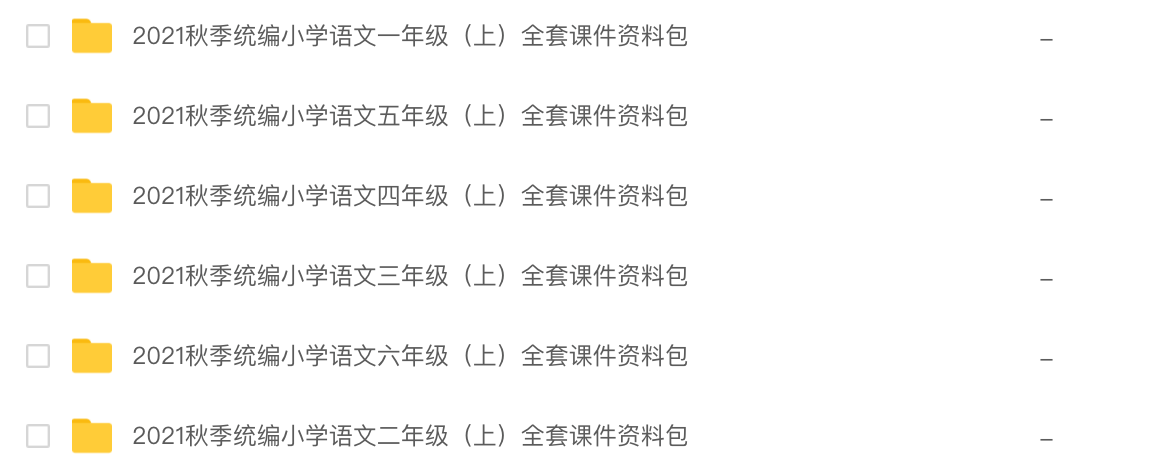 2021秋季统编小学语文一年级（上）全套课件资料包 –
2021秋季统编小学语文五年级（上）全套课件资料包 –
2021秋季统编小学语文四年级（上）全套课件资料包 –
2021秋季统编小学语文三年级（上）全套课件资料包 –
2021秋季统编小学语文六年级（上）全套课件资料包 –
2021秋季统编小学语文二年级（上）全套课件资料包 –